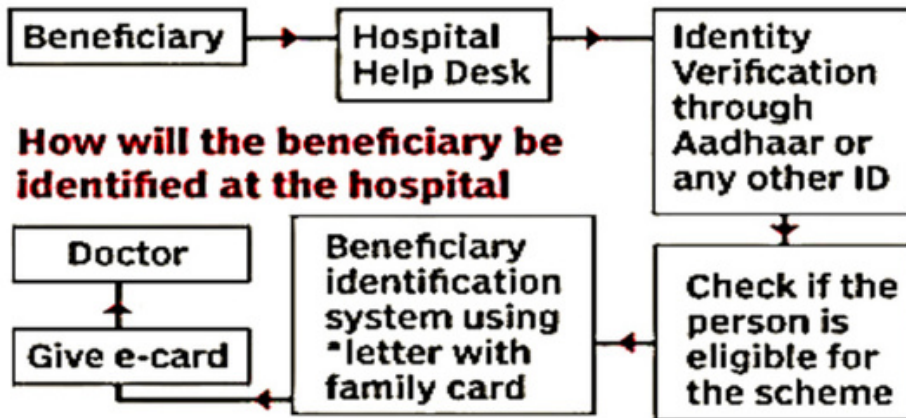 Beneficiary
Hospital
Help Desk
Identity
Verification
through
Aadhaar or
any other ID
How will the beneficiary be
identified at the hospital
Check if the
person is
eligible for
the scheme
Beneficiary
identification
system using
*letter with
family card
Give e-card
Doctor